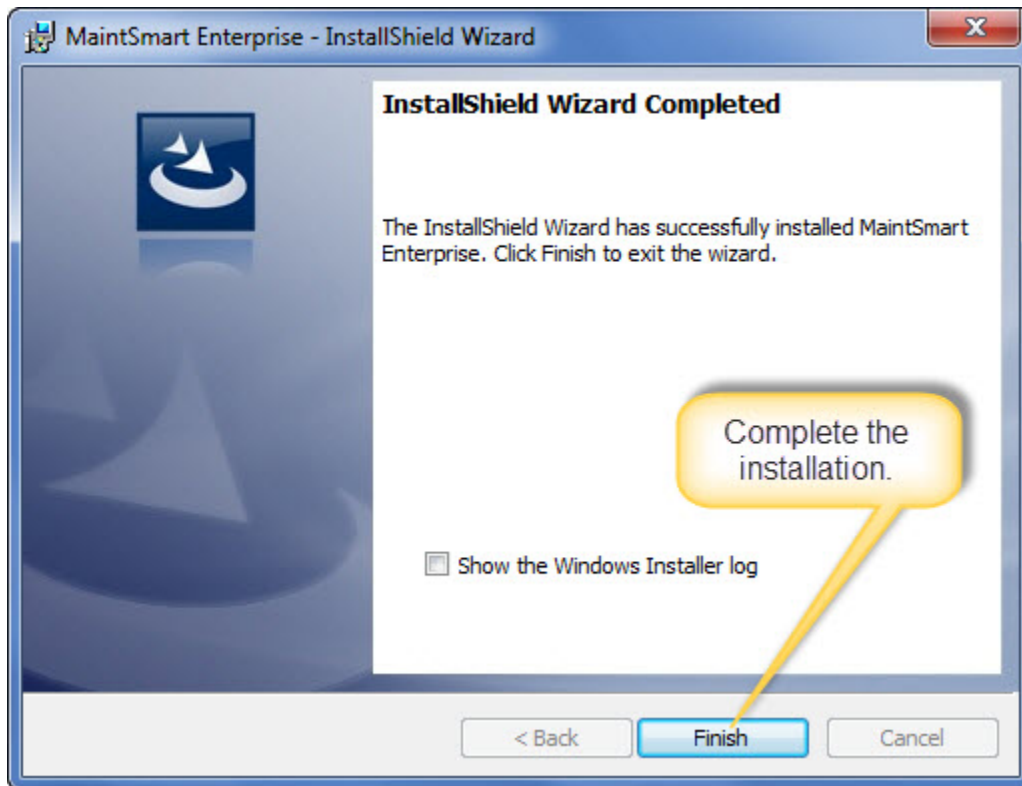 MaintSmart Enterprise - InstallShield Wizard
InstallShield Wizard Completed
The InstallShield Wizard has successfully installed MaintSmart
Enterprise. Click Finish to exit the wizard.
Complete the
installation.
Show the Windows Installer log
< Back
Finish
Cancel